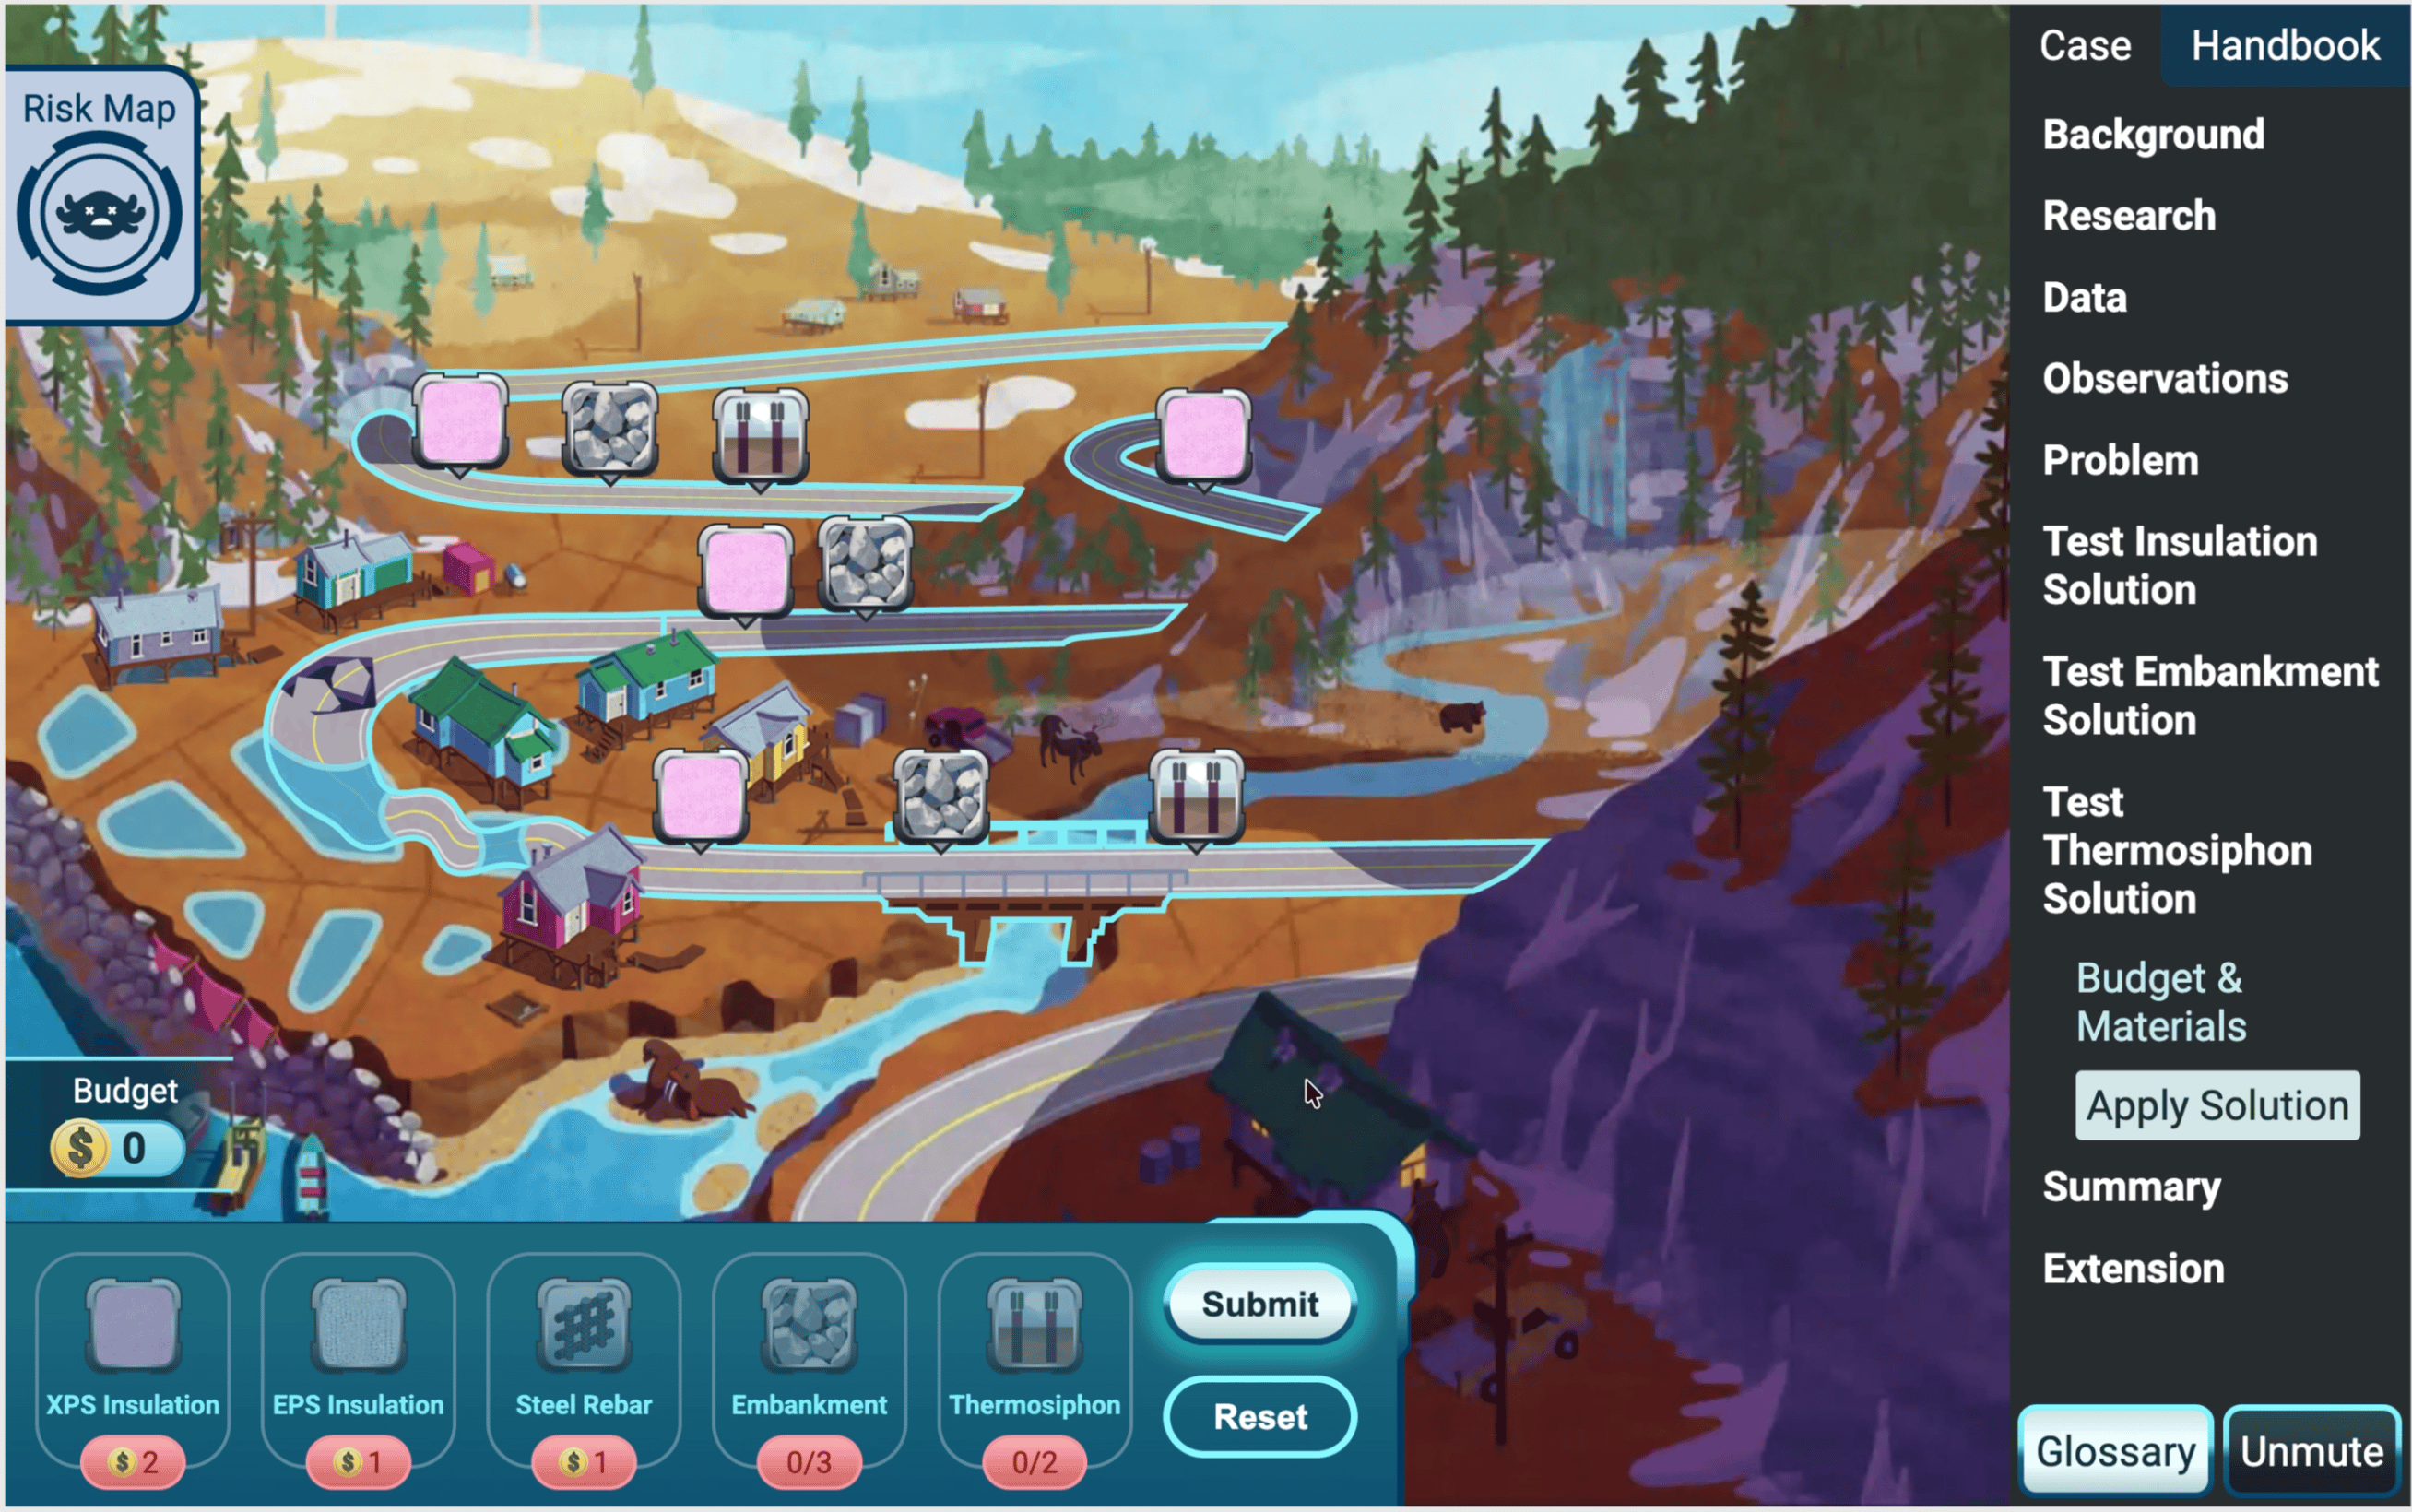 Case
Handbook
Risk Map
Background
Research
Data
Observations
Problem
Test Insulation
Solution
Test Embankment
Solution
Test
Thermosiphon
Solution
Budget &
Materials
Apply Solution
Summary
Extension
Budget
$ 0
XPS Insulation
$ 2
EPS Insulation
$ 1
Steel Rebar
$ 1
Embankment
0/3
Thermosiphon
0/2
Submit
Reset
Glossary
Unmute